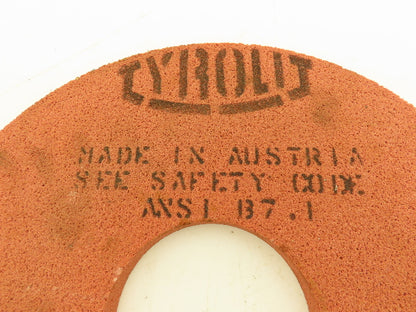 TYROLIT
MADE IN AUSTRIA
SEE SAFETY CODE
ANSI B7.1